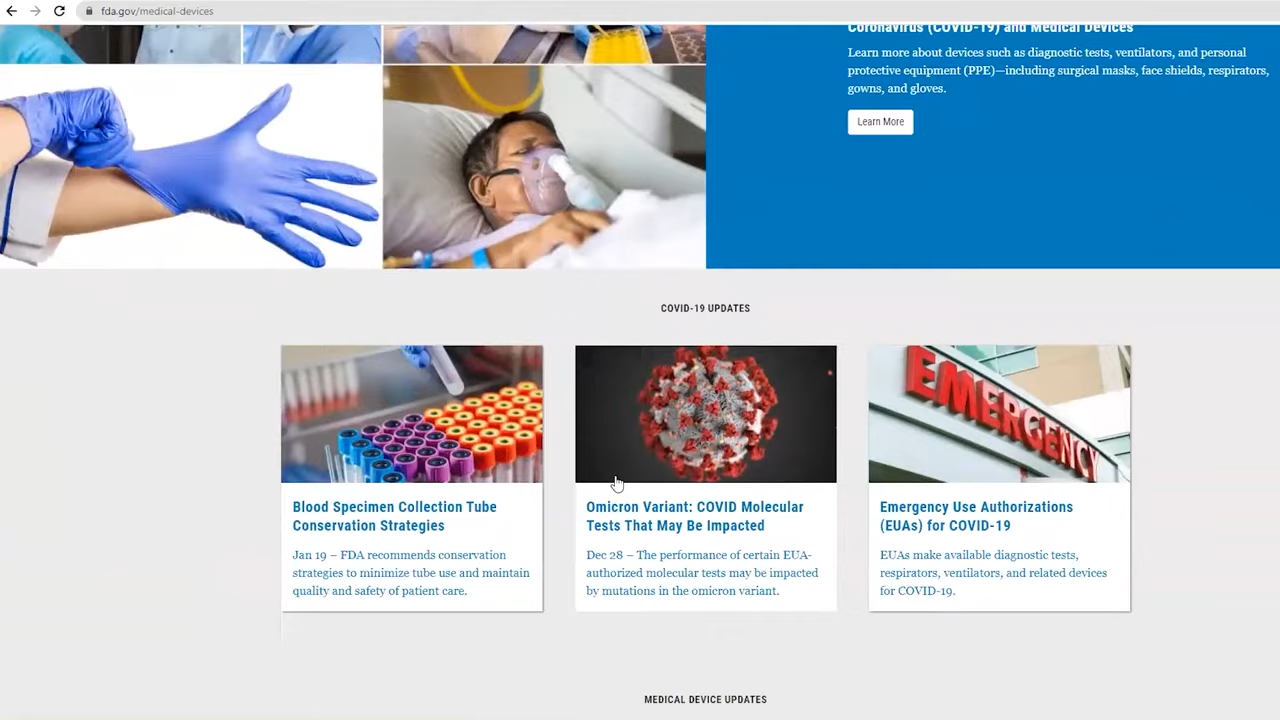 fda.gov/medical-devices
Coronavirus (COVID-19) and Medical Devices
Learn more about devices such as diagnostic tests, ventilators, and personal
protective equipment (PPE)—including surgical masks, face shields, respirators,
gowns, and gloves.
Learn More
COVID-19 UPDATES
EMERGENCY
Blood Specimen Collection Tube
Conservation Strategies
Jan 19 – FDA recommends conservation
strategies to minimize tube use and maintain
quality and safety of patient care.
Omicron Variant: COVID Molecular
Tests That May Be Impacted
Dec 28 – The performance of certain EUA-
authorized molecular tests may be impacted
by mutations in the omicron variant.
Emergency Use Authorizations
(EUAs) for COVID-19
EUAs make available diagnostic tests,
respirators, ventilators, and related devices
for COVID-19.
MEDICAL DEVICE UPDATES